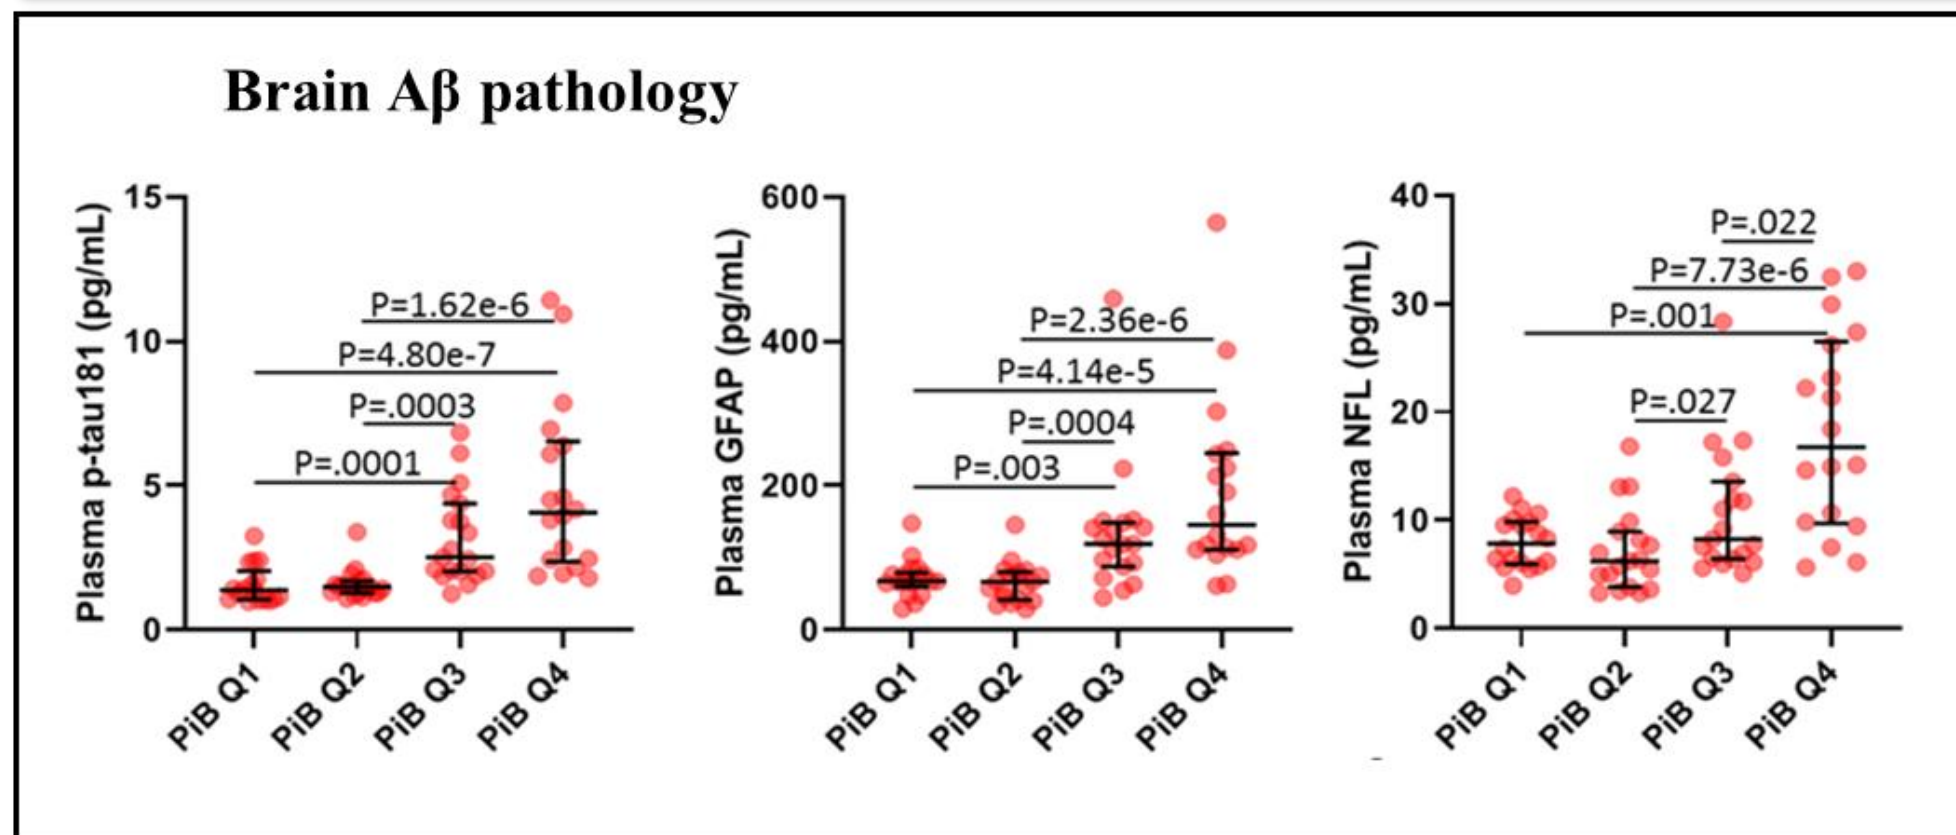 Brain Aβ pathology
Plasma p-tau181 (pg/mL)
15
10
5
0
P=1.62e-6
P=4.80e-7
P=.0003
P=.0001
PiB Q1
PiB Q2
PiB Q3
PiB Q4
Plasma GFAP (pg/mL)
600
400
200
0
P=2.36e-6
P=4.14e-5
P=.0004
P=.003
PiB Q1
PiB Q2
PiB Q3
PiB Q4
Plasma NFL (pg/mL)
40
30
20
10
0
P=.022
P=7.73e-6
P=.001
P=.027
PiB Q1
PiB Q2
PiB Q3
PiB Q4